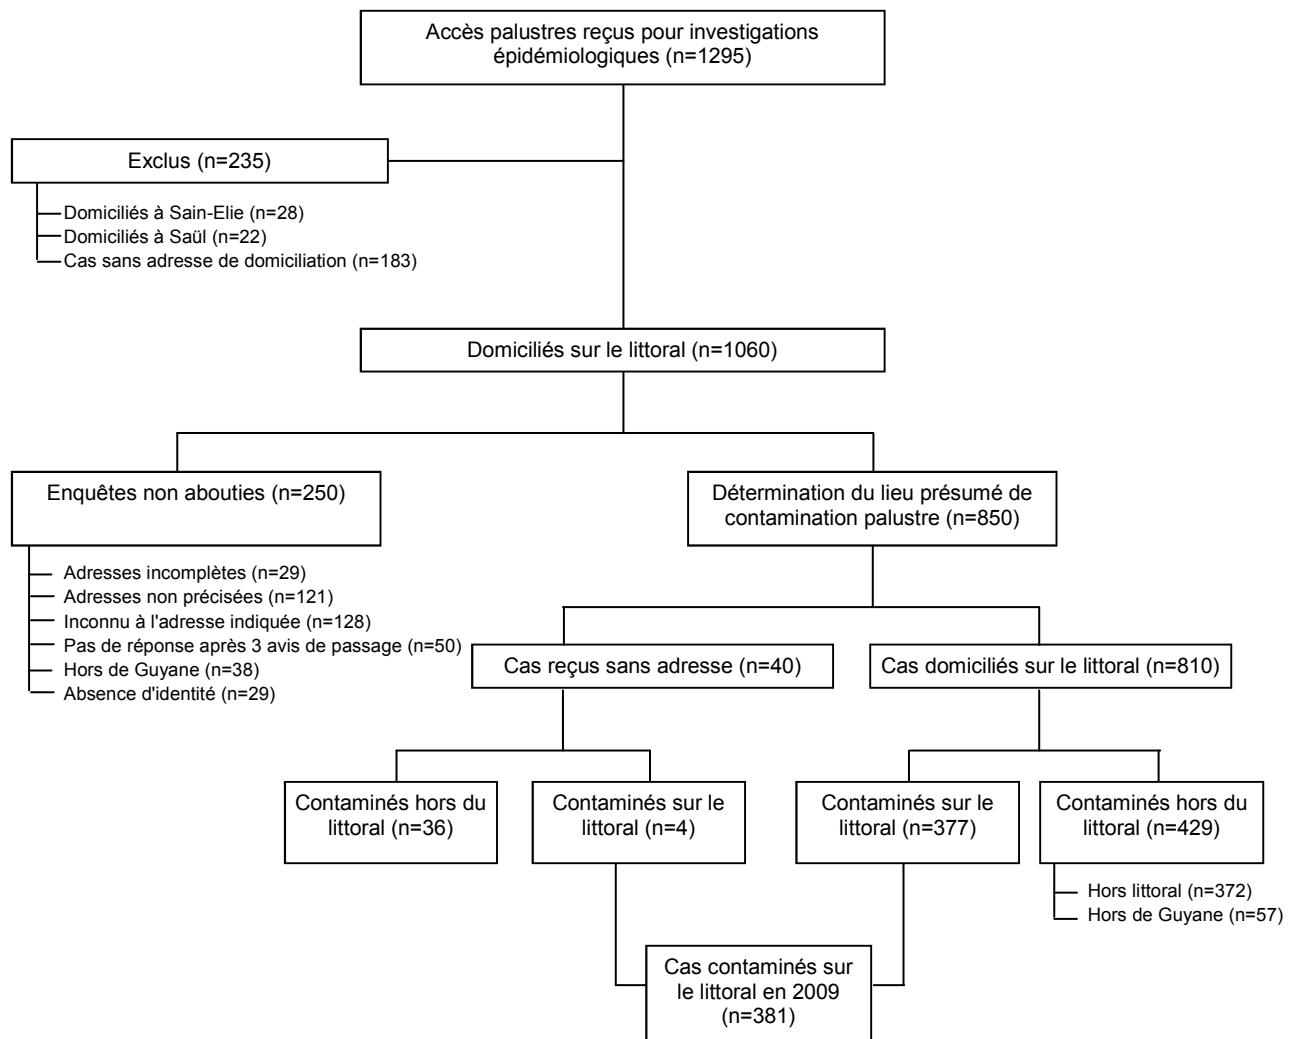 Accès palustres reçus pour investigations
épidémiologiques (n=1295)
Exclus (n=235)
Domiciliés à Sain-Elie (n=28)
Domiciliés à Saül (n=22)
Cas sans adresse de domiciliation (n=183)
Domiciliés sur le littoral (n=1060)
Enquêtes non abouties (n=250)
Adresses incomplètes (n=29)
Adresses non précisées (n=121)
Inconnu à l'adresse indiquée (n=128)
Pas de réponse après 3 avis de passage (n=50)
Hors de Guyane (n=38)
Absence d'identité (n=29)
Détermination du lieu présumé de
contamination palustre (n=850)
Cas reçus sans adresse (n=40)
Cas domiciliés sur le littoral (n=810)
Contaminés hors du
littoral (n=36)
Contaminés sur le
littoral (n=4)
Contaminés sur le
littoral (n=377)
Contaminés hors du
littoral (n=429)
Hors littoral (n=372)
Hors de Guyane (n=57)
Cas contaminés sur
le littoral en 2009
(n=381)